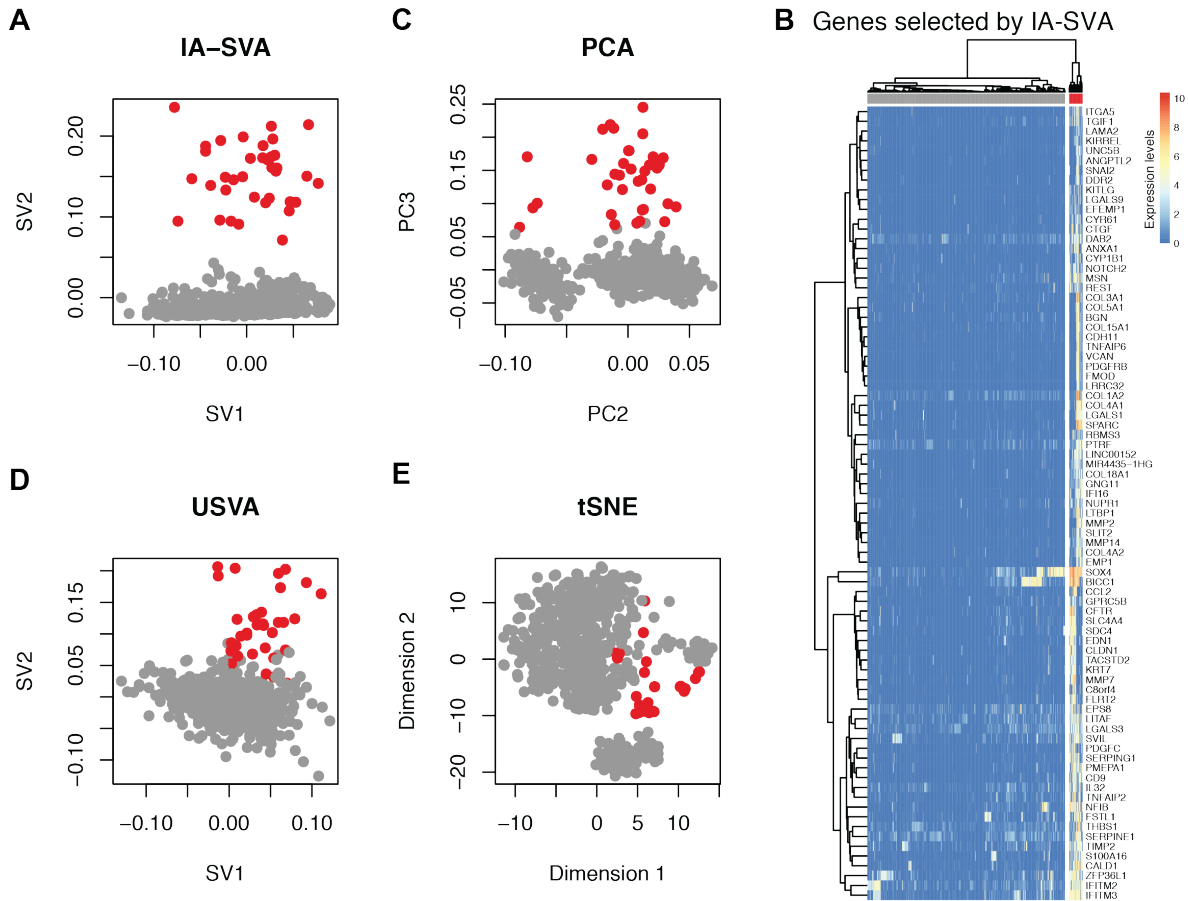 A
IA–SVA
0.20
0.10
0.00
SV2
−0.10
0.00
SV1
C
PCA
0.25
0.15
0.05
−0.05
PC3
−0.10
0.00
0.05
PC2
B
Genes selected by IA-SVA
ITGA5
TGIF1
LAMA2
KIRREL
UNC5B
ANGPTL2
SNAI2
DDR2
KITLG
LGALS9
EFEMP1
CYR61
CTGF
DAB2
ANXA1
CYP1B1
NOTCH2
MSN
REST
COL3A1
COL5A1
BGN
COL15A1
CDH11
TNFAIP6
VCAN
PDGFRB
FMOD
LRRC32
COL1A2
COL4A1
LGALS1
SPARC
RBMS3
PTRF
LINC00152
MIR4435−1HG
COL18A1
GNG11
IFI16
NUPR1
LTBP1
MMP2
SLIT2
MMP14
COL4A2
EMP1
SOX4
BICC1
CCL2
GPRC5B
CFTR
SLC4A4
SDC4
EDN1
CLDN1
TACSTD2
KRT7
MMP7
C8orf4
FLRT2
EPS8
LITAF
LGALS3
SVIL
PDGFC
SERPING1
PMEPA1
CD9
IL32
TNFAIP2
NFIB
FSTL1
THBS1
SERPINE1
TIMP2
S100A16
CALD1
ZFP36L1
IFITM2
IFITM3
Expression levels
10
8
6
4
2
0
D
USVA
0.15
0.05
−0.10
SV2
−0.10
0.00
0.10
SV1
E
tSNE
10
0
−10
−20
Dimension 2
−10
0
5
10
Dimension 1